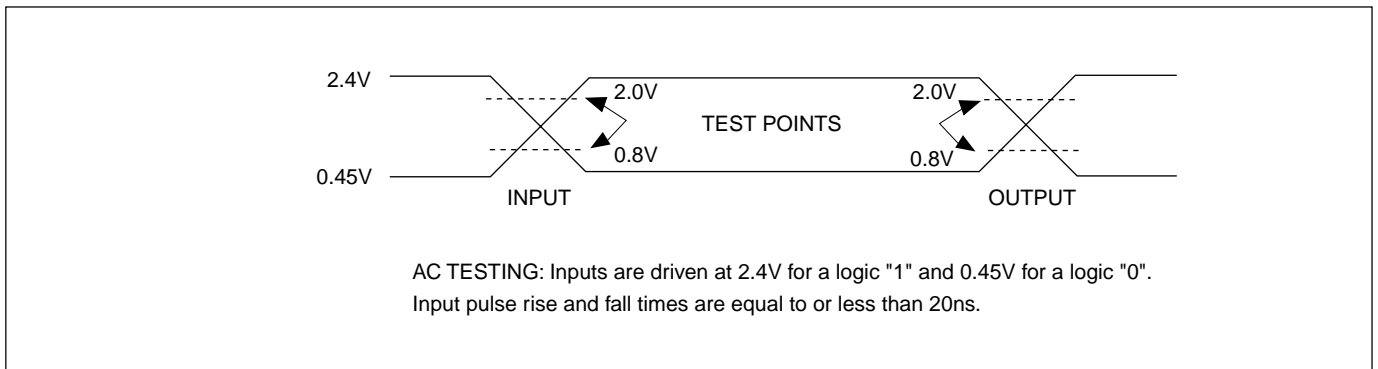 2.4V
2.0V
2.0V
TEST POINTS
0.8V
0.8V
0.45V
INPUT
OUTPUT
AC TESTING: Inputs are driven at 2.4V for a logic "1" and 0.45V for a logic "0".
Input pulse rise and fall times are equal to or less than 20ns.